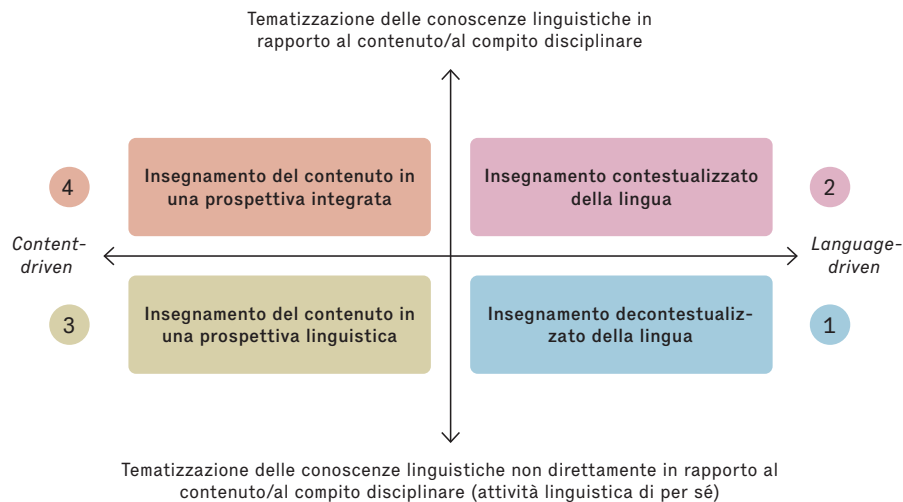 Tematizzazione delle conoscenze linguistiche in
rapporto al contenuto/al compito disciplinare
4
Insegnamento del contenuto in
una prospettiva integrata
Insegnamento contestualizzato
della lingua
2
Content-
driven
Language-
driven
3
Insegnamento del contenuto in
una prospettiva linguistica
Insegnamento decontestualiz-
zato della lingua
1
Tematizzazione delle conoscenze linguistiche non direttamente in rapporto al
contenuto/al compito disciplinare (attività linguistica di per sé)